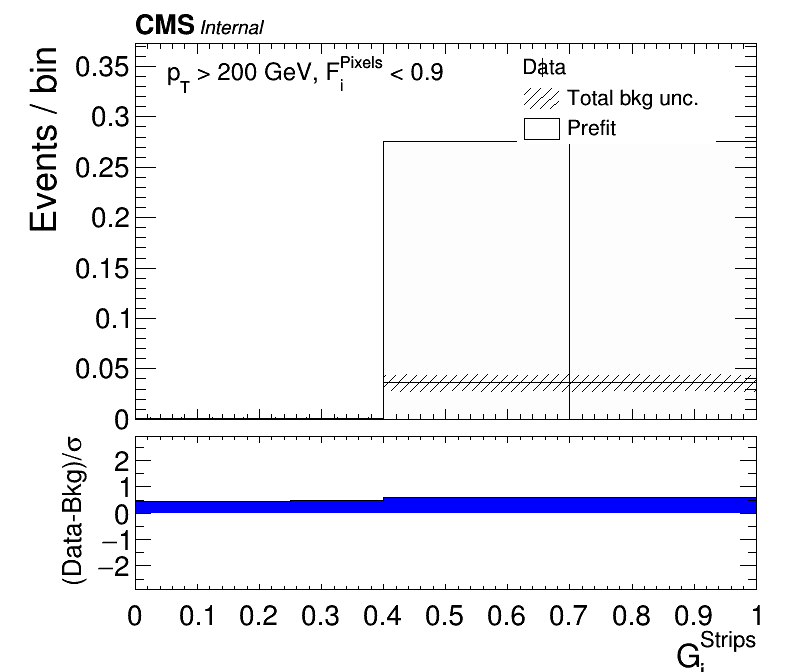 CMS Internal
p_T > 200 GeV, F_i^Pixels < 0.9
Data
Total bkg unc.
Prefit
Events / bin
0.35
0.3
0.25
0.2
0.15
0.1
0.05
0
(Data-Bkg)/σ
2
1
0
−1
−2
0 0.1 0.2 0.3 0.4 0.5 0.6 0.7 0.8 0.9 1
G_i^Strips